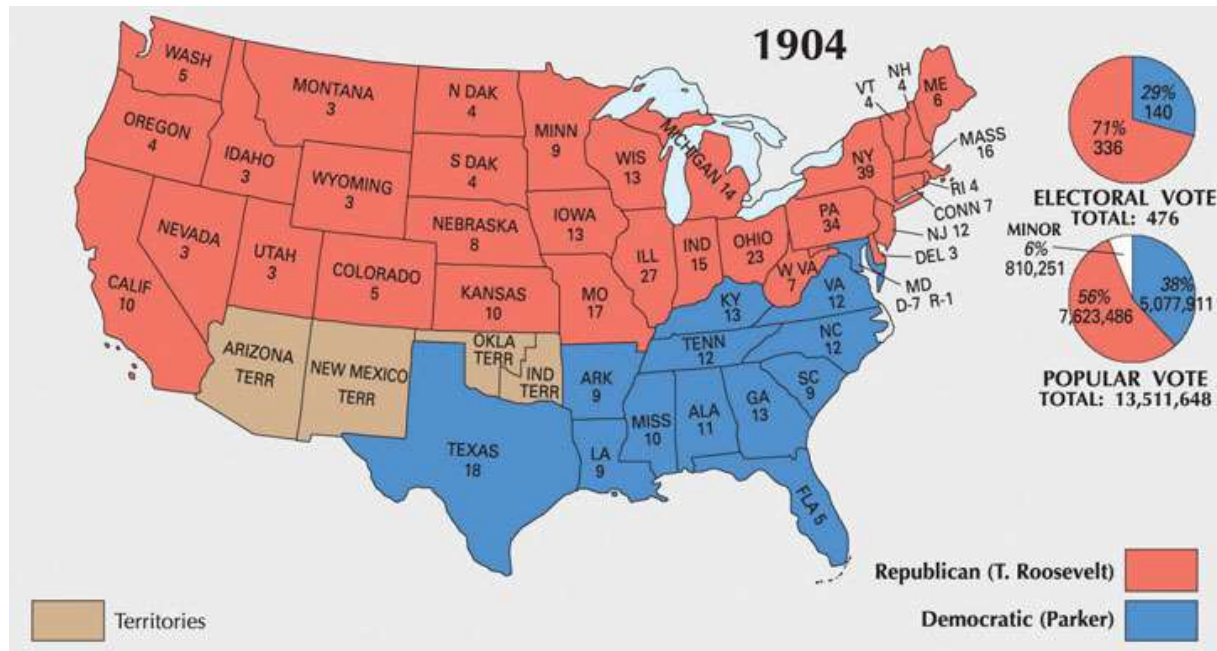 1904
WASH
5
OREGON
4
CALIF
10
NEVADA
3
IDAHO
3
MONTANA
3
WYOMING
3
UTAH
3
COLORADO
5
ARIZONA
TERR
NEW MEXICO
TERR
N DAK
4
S DAK
4
NEBRASKA
8
KANSAS
10
OKLA
TERR
IND
TERR
TEXAS
18
MINN
9
IOWA
13
MO
17
ARK
9
LA
9
WIS
13
ILL
27
MICHIGAN 14
IND
15
OHIO
23
KY
13
TENN
12
MISS
10
ALA
11
GA
13
FLA 5
SC
9
NC
12
VA
12
W VA
7
PA
34
NY
39
VT
4
NH
4
ME
6
MASS
16
RI 4
CONN 7
NJ 12
DEL 3
MD
D-7 R-1
29%
140
71%
336
ELECTORAL VOTE
TOTAL: 476
MINOR
6%
810,251
38%
5,077,911
56%
7,623,486
POPULAR VOTE
TOTAL: 13,511,648
Republican (T. Roosevelt)
Democratic (Parker)
Territories